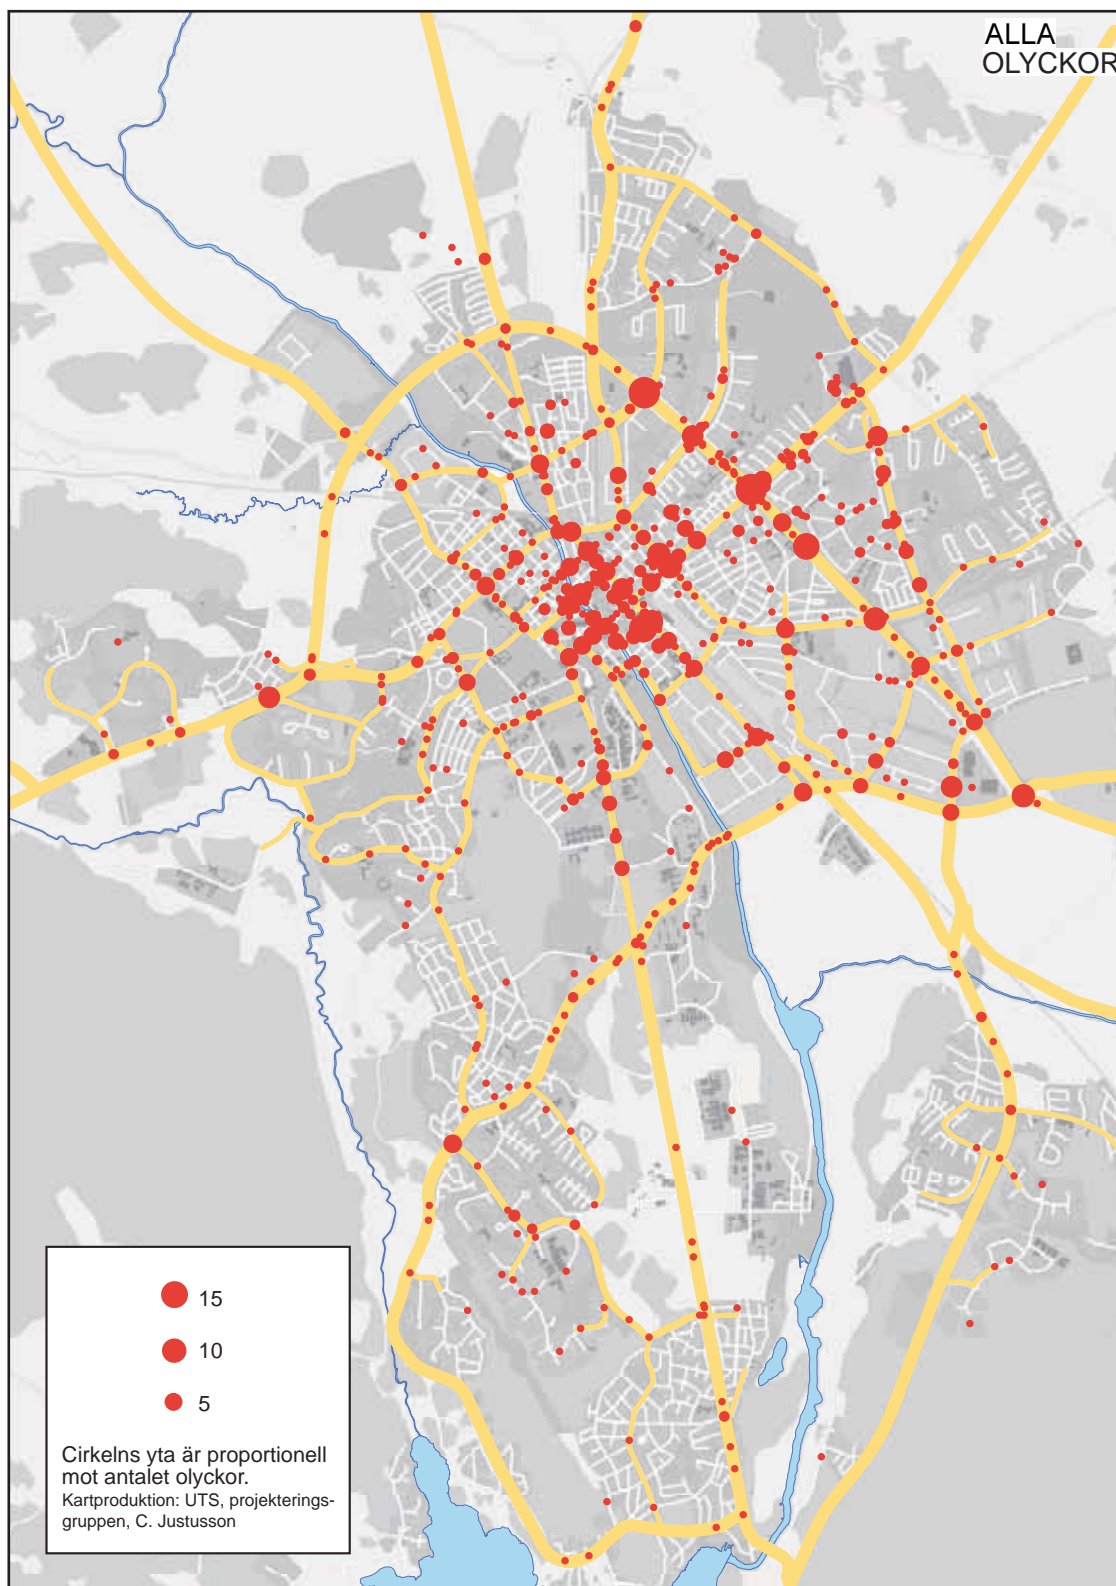 ALLA
OLYCKOR
15
10
5
Cirkelns yta är proportionell
mot antalet olyckor.
Kartproduktion: UTS, projekterings-
gruppen, C. Justusson